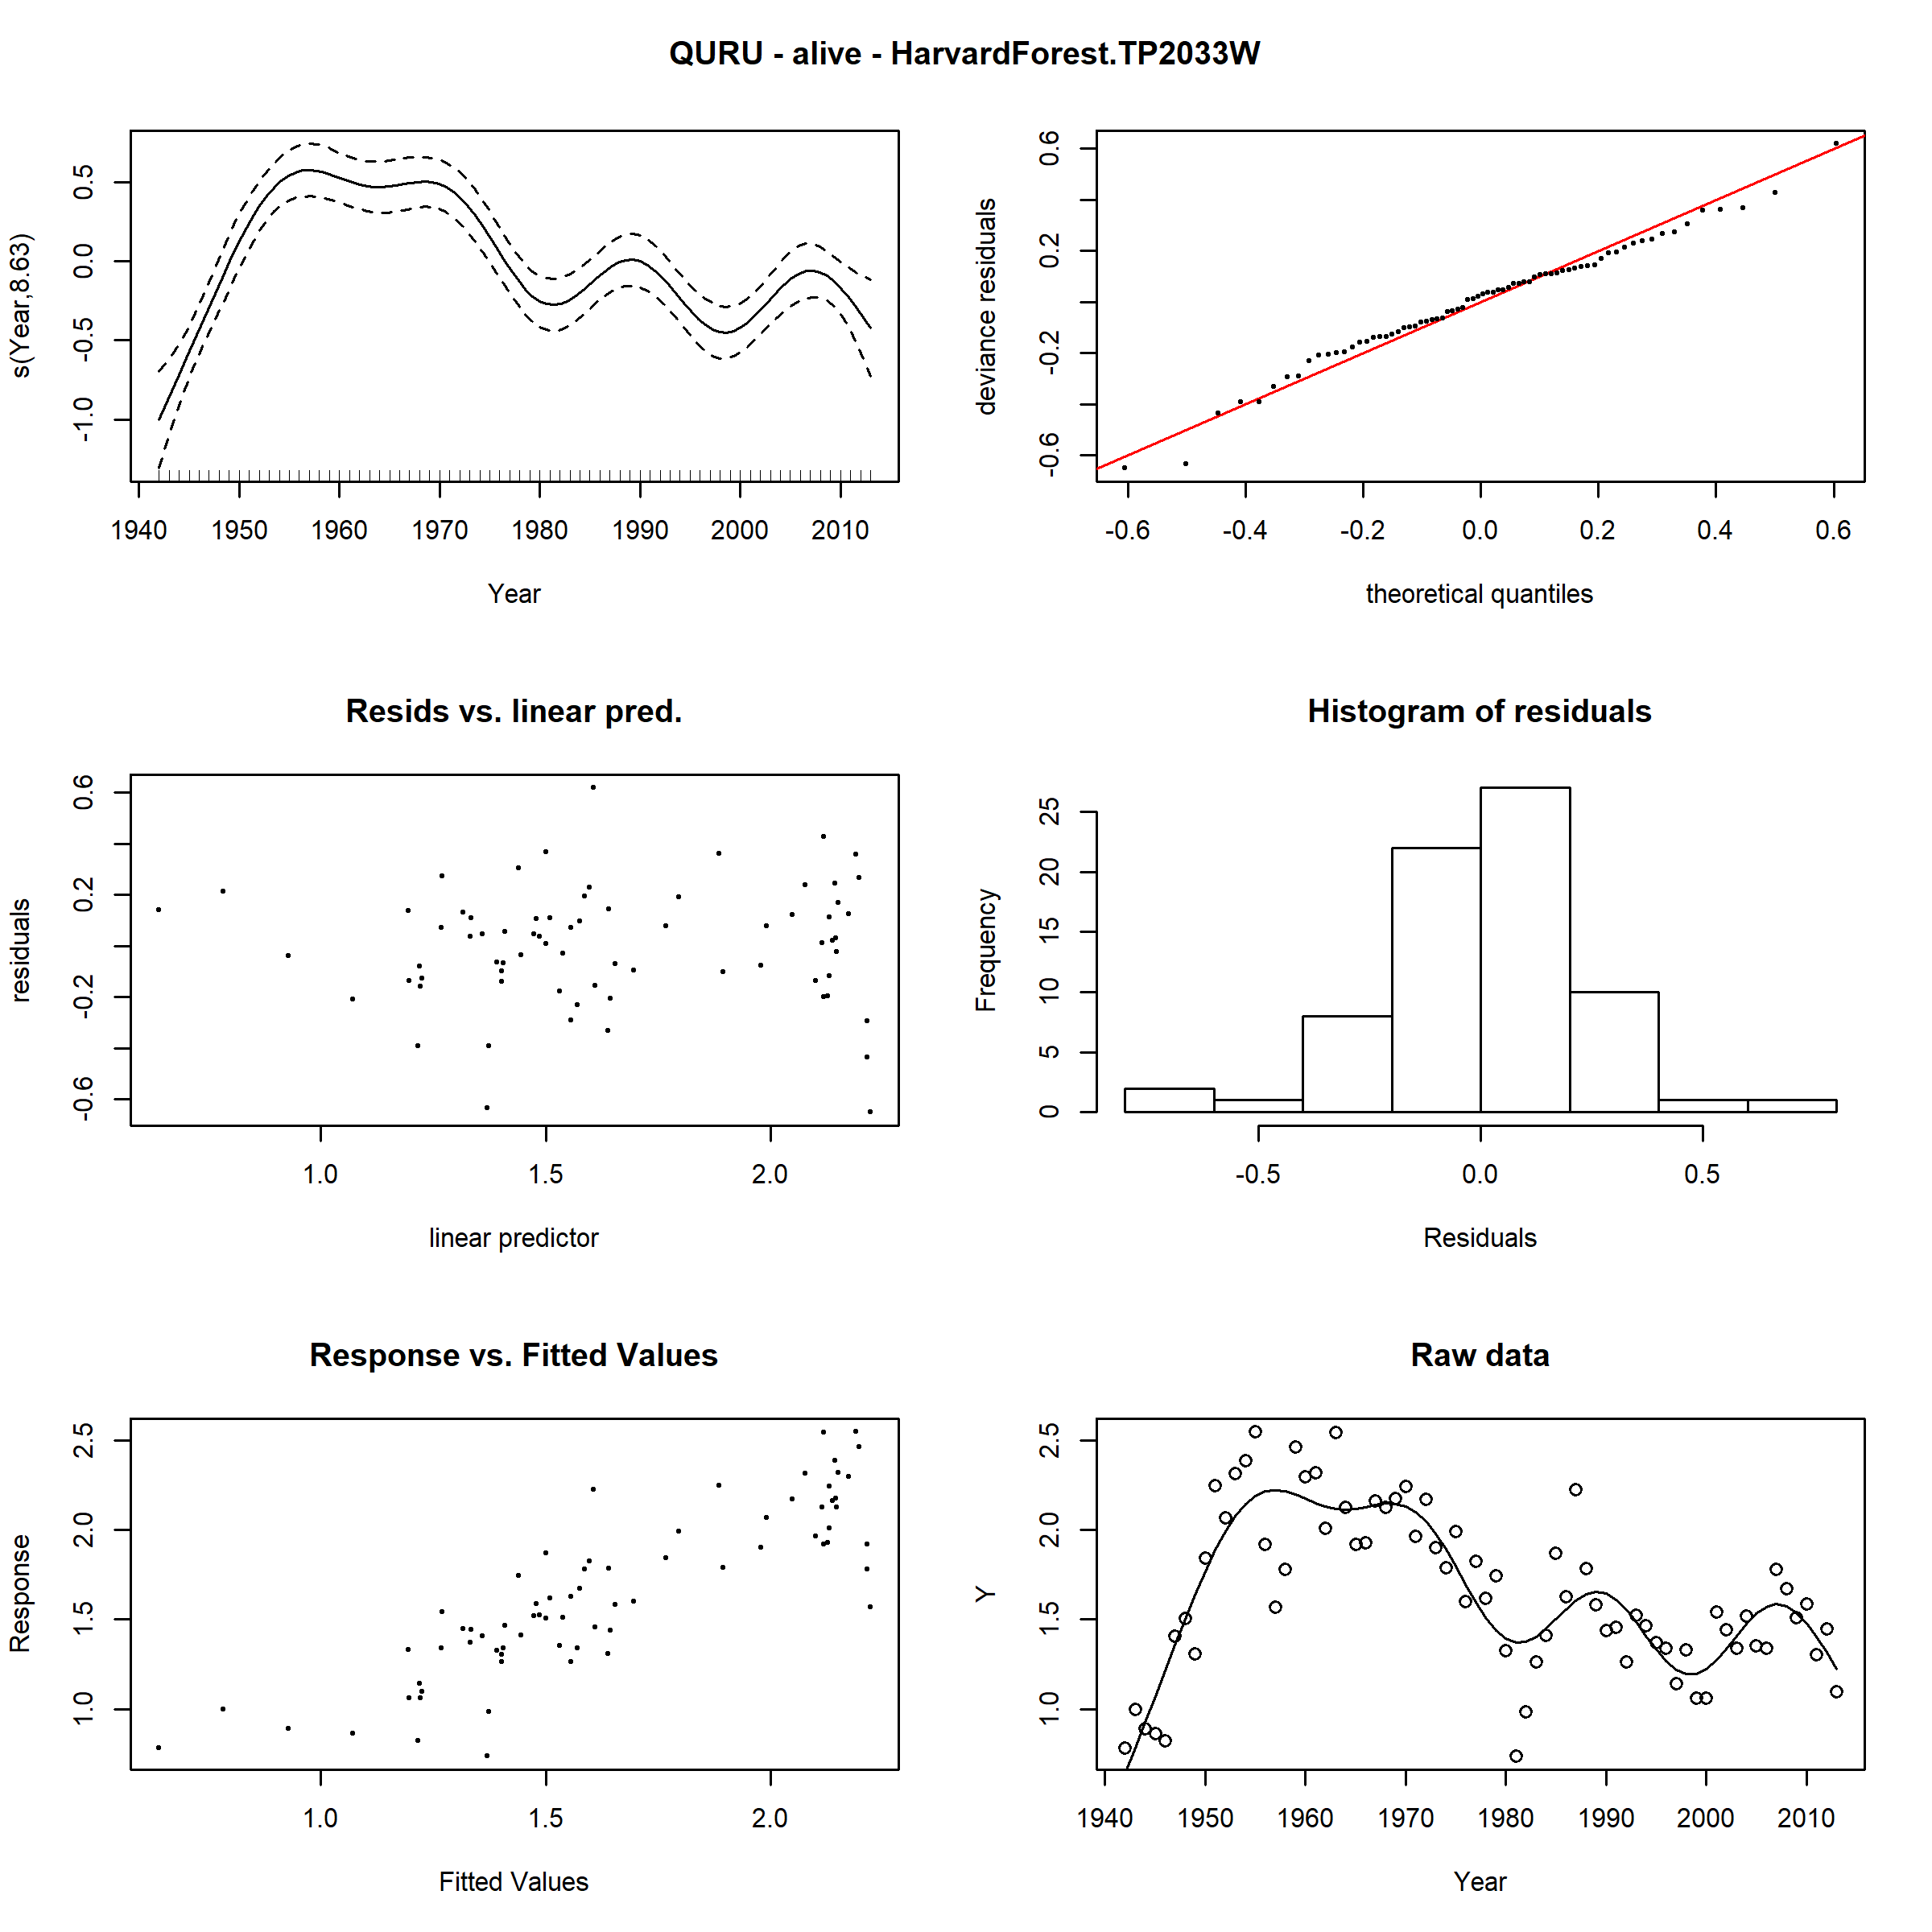 QURU - alive - HarvardForest.TP2033W
s(Year,8.63)
0.5
0.0
-0.5
-1.0
1940 1950 1960 1970 1980 1990 2000 2010
Year
deviance residuals
0.6
0.2
-0.2
-0.6
-0.6 -0.4 -0.2 0.0 0.2 0.4 0.6
theoretical quantiles
Resids vs. linear pred.
residuals
0.6
0.2
-0.2
-0.6
1.0 1.5 2.0
linear predictor
Histogram of residuals
Frequency
25
20
15
10
5
0
-0.5 0.0 0.5
Residuals
Response vs. Fitted Values
Response
2.5
2.0
1.5
1.0
1.0 1.5 2.0
Fitted Values
Raw data
Y
2.5
2.0
1.5
1.0
1940 1950 1960 1970 1980 1990 2000 2010
Year